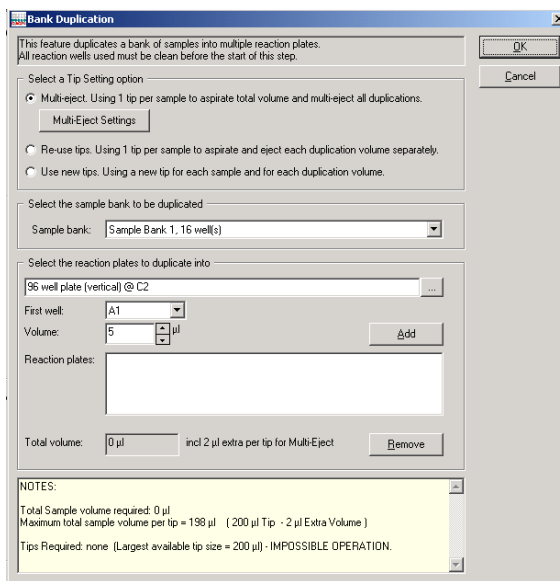 Bank Duplication
This feature duplicates a bank of samples into multiple reaction plates.
All reaction wells used must be clean before the start of this step.
OK
Cancel
Select a Tip Setting option
Multi-eject. Using 1 tip per sample to aspirate total volume and multi-eject all duplications.
Multi-Eject Settings
Re-use tips. Using 1 tip per sample to aspirate and eject each duplication volume separately.
Use new tips. Using a new tip for each sample and for each duplication volume.
Select the sample bank to be duplicated
Sample bank: Sample Bank 1, 16 well(s)
Select the reaction plates to duplicate into
96 well plate (vertical) @ C2 ...
First well: A1
Volume: 5 µl Add
Reaction plates:
Total volume: 0 µl incl 2 µl extra per tip for Multi-Eject Remove
NOTES:
Total Sample volume required: 0 µl
Maximum total sample volume per tip = 198 µl ( 200 µl Tip - 2 µl Extra Volume )
Tips Required: none (Largest available tip size = 200 µl) - IMPOSSIBLE OPERATION.